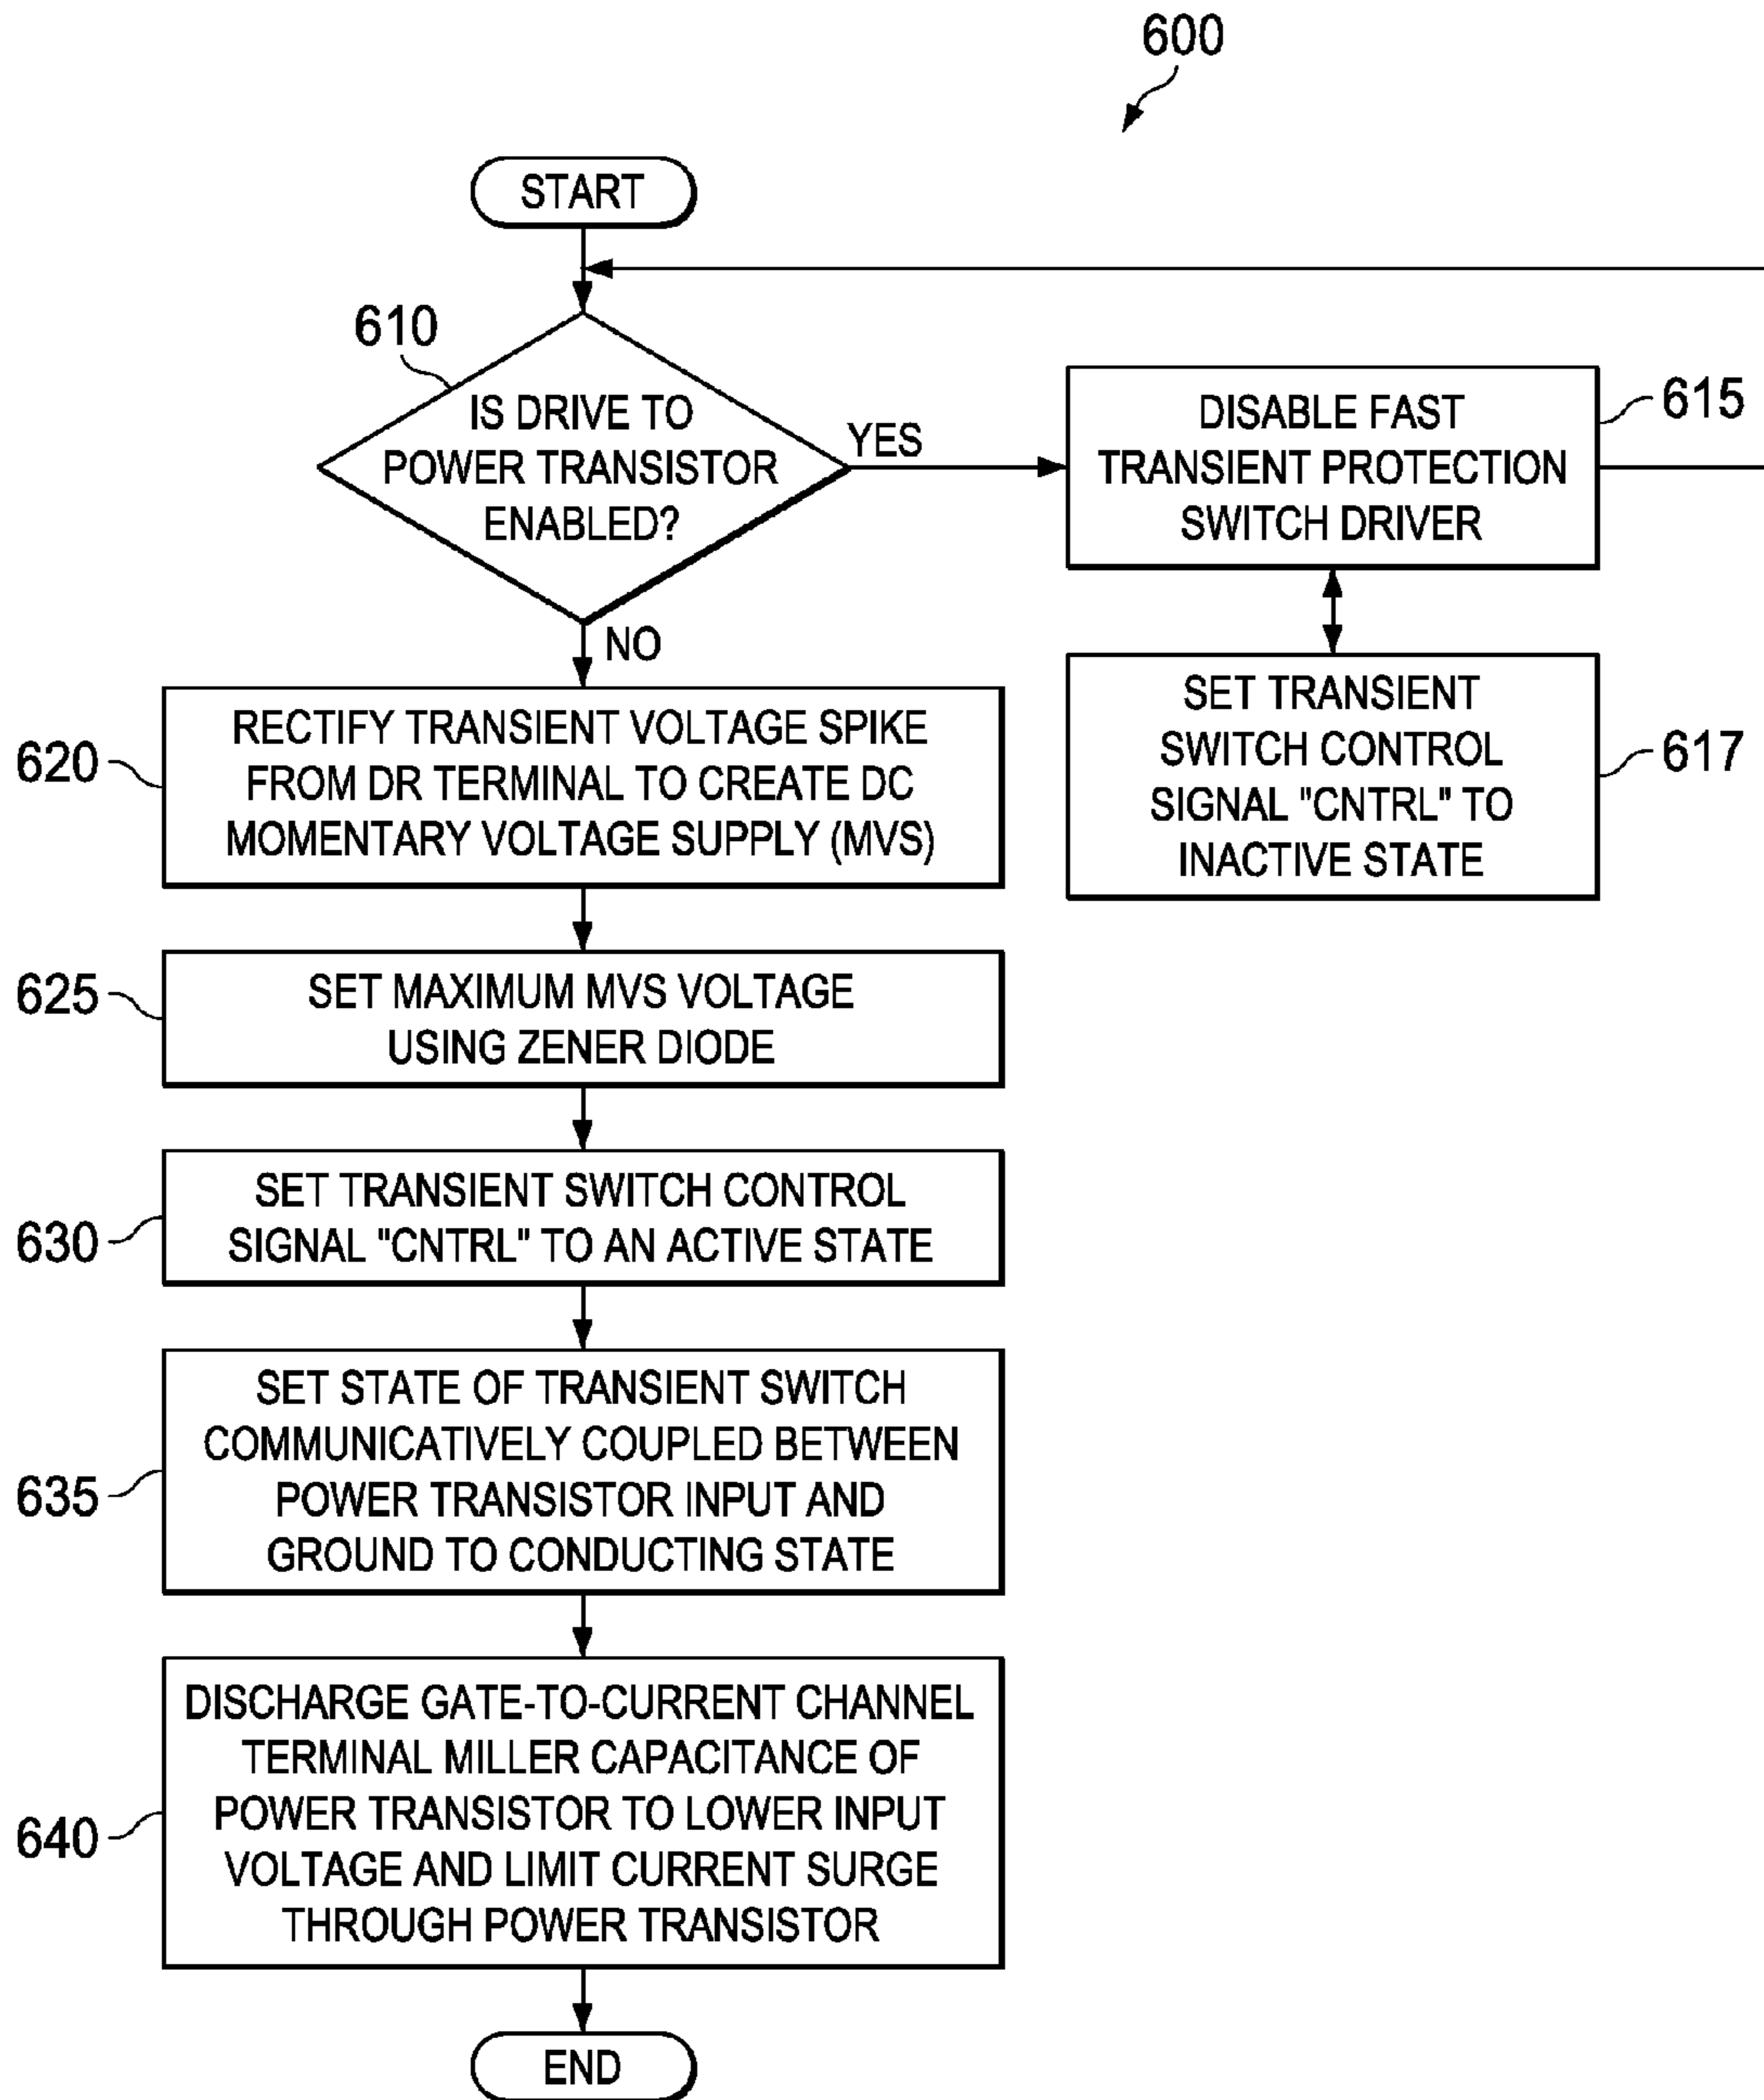 600
START
610
IS DRIVE TO
POWER TRANSISTOR
ENABLED?
YES
DISABLE FAST
TRANSIENT PROTECTION
SWITCH DRIVER
615
NO
SET TRANSIENT
SWITCH CONTROL
SIGNAL "CNTRL" TO
INACTIVE STATE
617
620
RECTIFY TRANSIENT VOLTAGE SPIKE
FROM DR TERMINAL TO CREATE DC
MOMENTARY VOLTAGE SUPPLY (MVS)
625
SET MAXIMUM MVS VOLTAGE
USING ZENER DIODE
630
SET TRANSIENT SWITCH CONTROL
SIGNAL "CNTRL" TO AN ACTIVE STATE
635
SET STATE OF TRANSIENT SWITCH
COMMUNICATIVELY COUPLED BETWEEN
POWER TRANSISTOR INPUT AND
GROUND TO CONDUCTING STATE
640
DISCHARGE GATE-TO-CURRENT CHANNEL
TERMINAL MILLER CAPACITANCE OF
POWER TRANSISTOR TO LOWER INPUT
VOLTAGE AND LIMIT CURRENT SURGE
THROUGH POWER TRANSISTOR
END